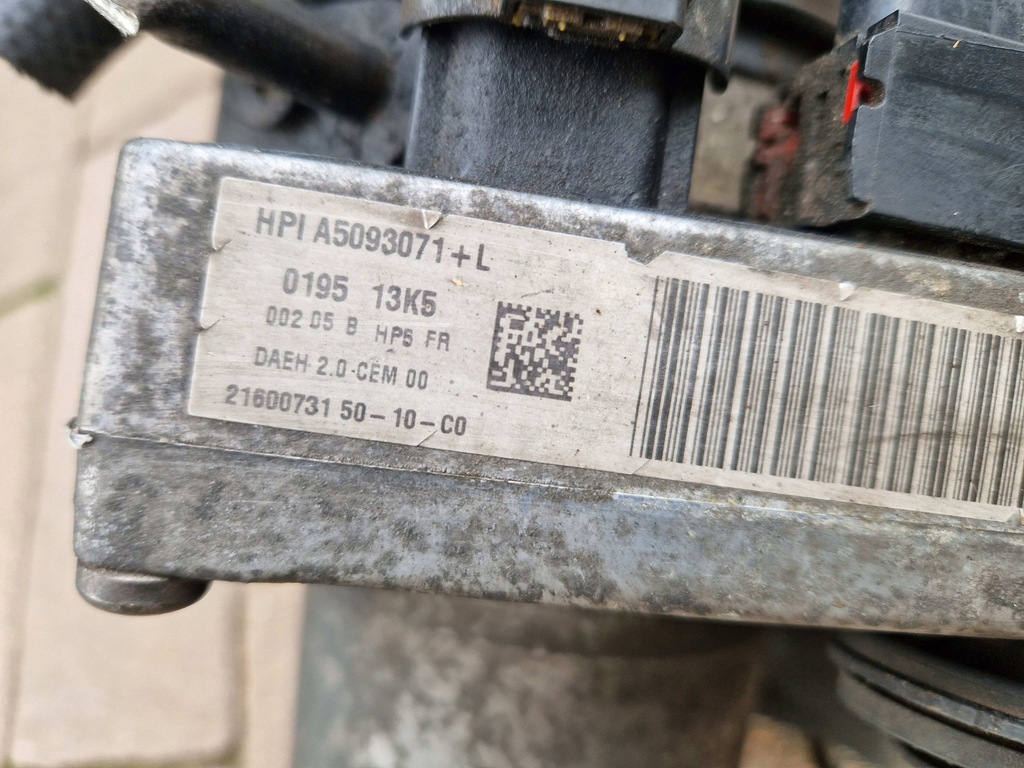 HPI A5093071+L
0195 13K5
002 05 B HP5 FR
DAEH 2.0-CEM 00
21600731 50-10-C0